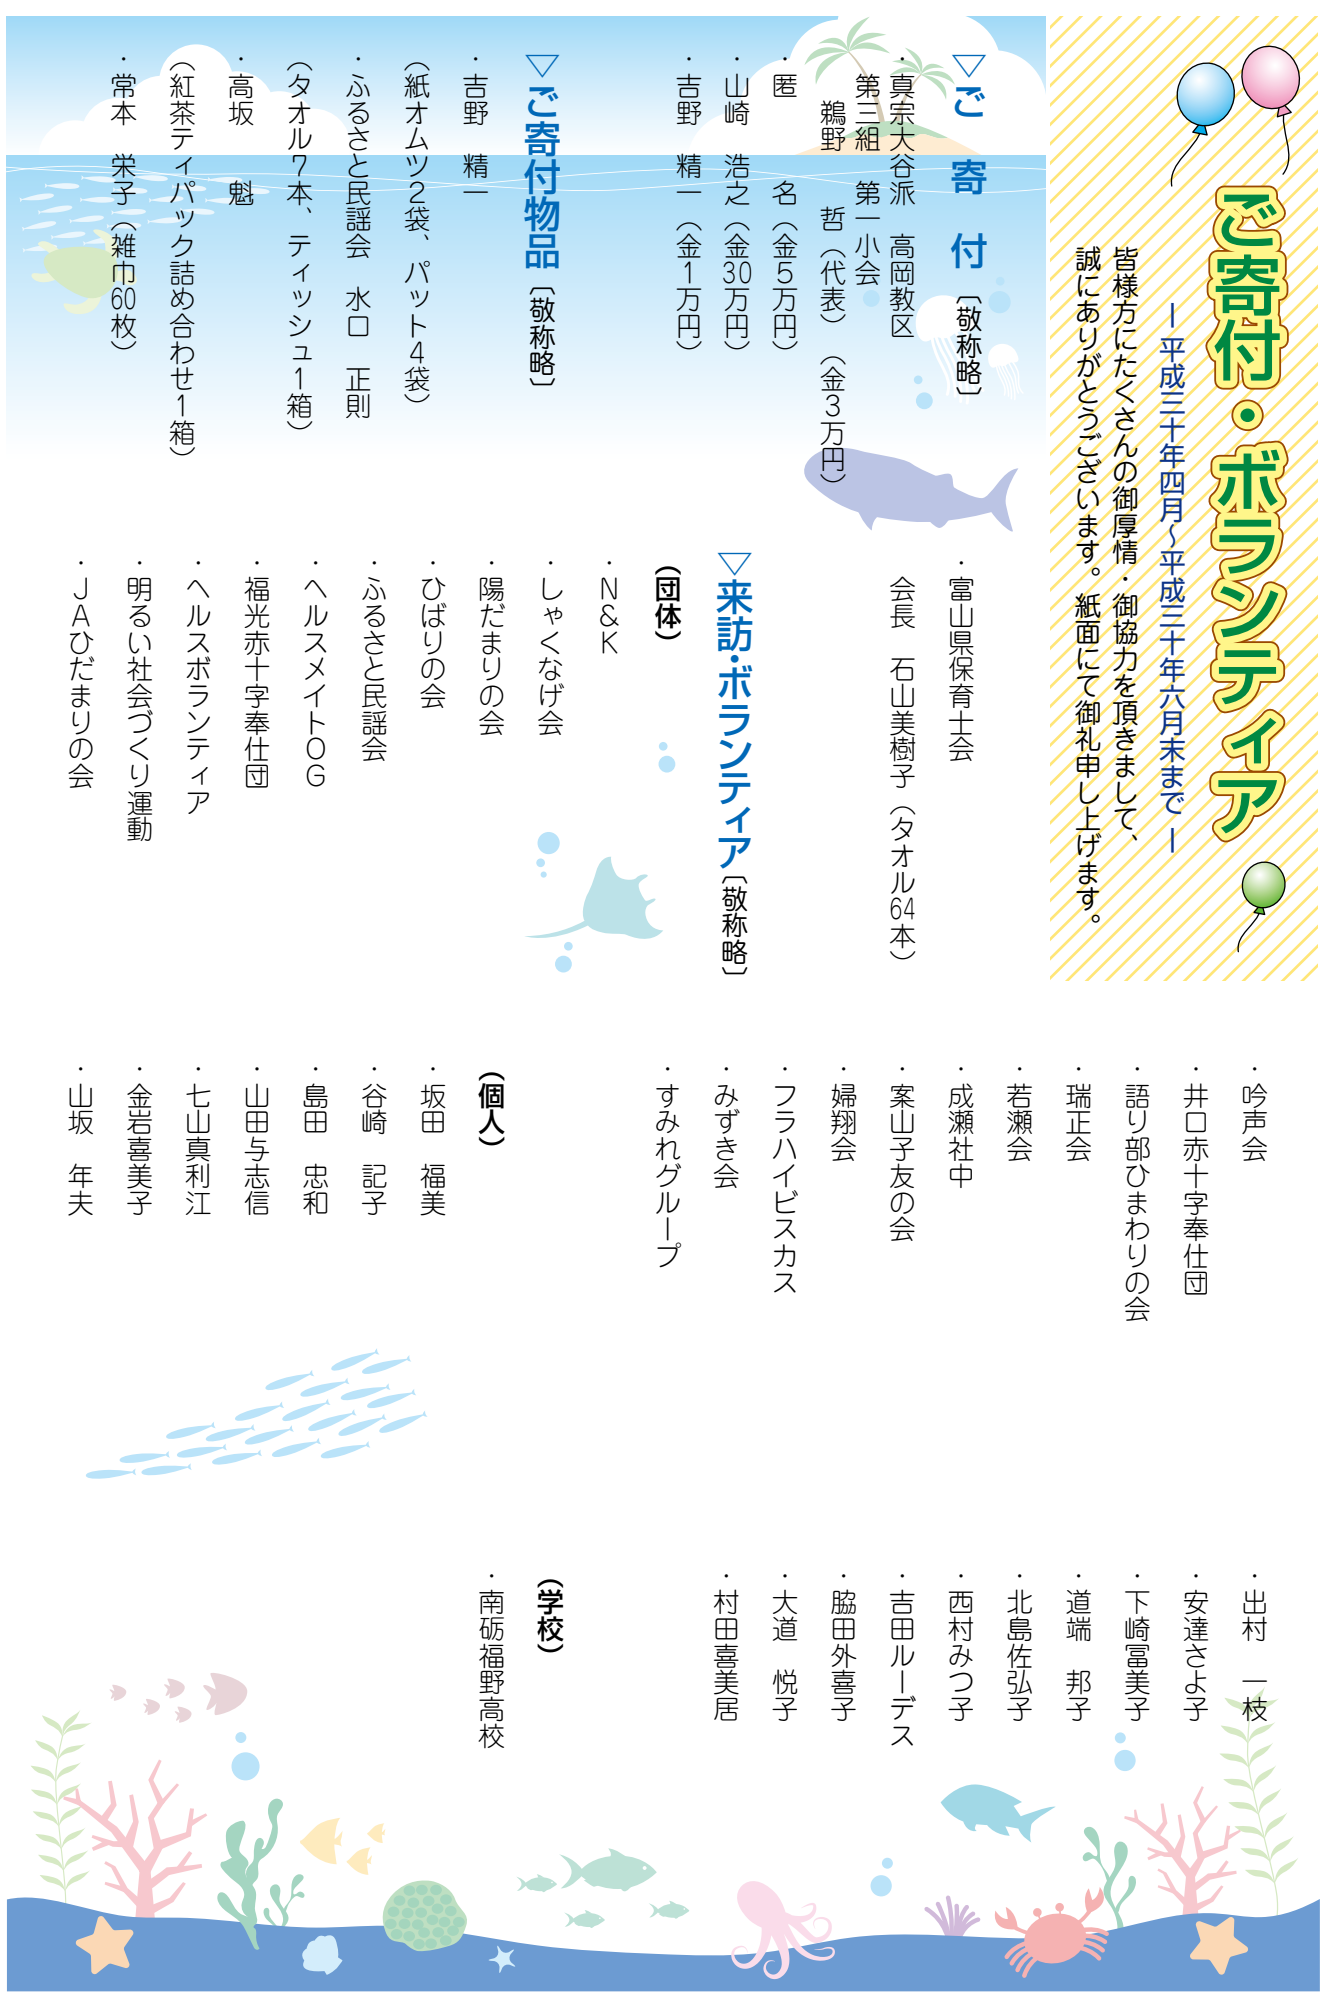 ご寄付・ボランティア
ー 平成三十年四月～平成三十年六月末まで ー
皆様方にたくさんの御厚情・御協力を頂きまして、
誠にありがとうございます。紙面にて御礼申し上げます。
▽ご寄付〔敬称略〕
・真宗大谷派　高岡教区
第三組　第一小会
鵜野　哲（代表）（金３万円）
・匿　　名（金５万円）
・山崎　浩之（金30万円）
・吉野　精一（金１万円）
▽ご寄付物品〔敬称略〕
・吉野　精一
（紙オムツ２袋、パット４袋）
・ふるさと民謡会　水口　正則
（タオル７本、ティッシュ１箱）
・高坂　　魁
（紅茶ティパック詰め合わせ１箱）
・常本　栄子（雑巾60枚）
・富山県保育士会
会長　石山美樹子（タオル64本）
▽来訪・ボランティア〔敬称略〕
（団体）
・Ｎ＆Ｋ
・しゃくなげ会
・陽だまりの会
・ひばりの会
・ふるさと民謡会
・ヘルスメイトＯＧ
・福光赤十字奉仕団
・ヘルスボランティア
・明るい社会づくり運動
・ＪＡひだまりの会
・吟声会
・井口赤十字奉仕団
・語り部ひまわりの会
・瑞正会
・若瀬会
・成瀬社中
・案山子友の会
・婦翔会
・フラハイビスカス
・みずき会
・すみれグループ
（個人）
・坂田　福美
・谷崎　記子
・島田　忠和
・山田与志信
・七山真利江
・金岩喜美子
・山坂　年夫
・出村　一枝
・安達さよ子
・下崎冨美子
・道端　邦子
・北島佐弘子
・西村みつ子
・吉田ルーデス
・脇田外喜子
・大道　悦子
・村田喜美居
（学校）
・南砺福野高校